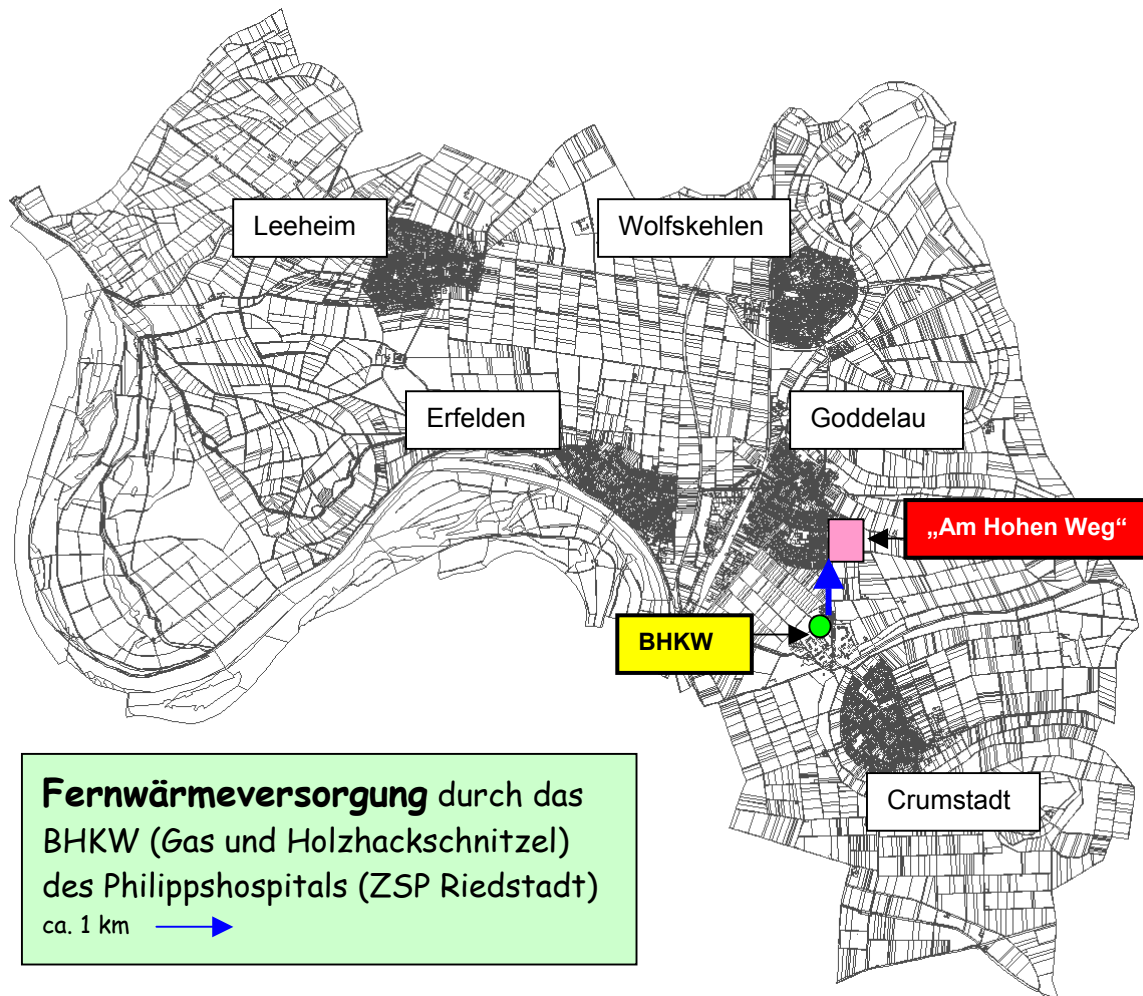 Leeheim
Wolfskehlen
Erfelden
Goddelau
„Am Hohen Weg“
BHKW
Crumstadt
Fernwärmeversorgung durch das
BHKW (Gas und Holzhackschnitzel)
des Philippshospitals (ZSP Riedstadt)
ca. 1 km